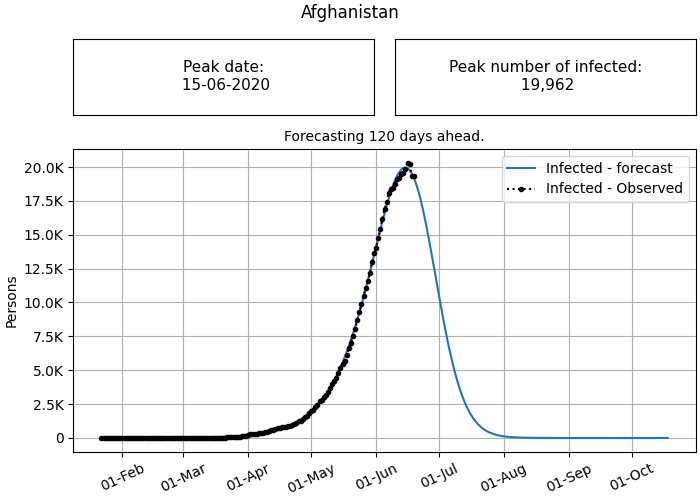 Afghanistan
Peak date:
15-06-2020
Peak number of infected:
19,962
Forecasting 120 days ahead.
Infected - forecast
Infected - Observed
Persons
20.0K
17.5K
15.0K
12.5K
10.0K
7.5K
5.0K
2.5K
0
01-Feb
01-Mar
01-Apr
01-May
01-Jun
01-Jul
01-Aug
01-Sep
01-Oct